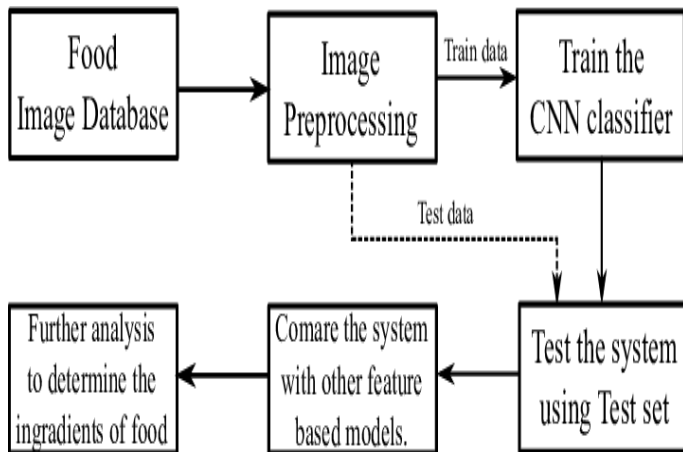 Food
Image Database
Image
Preprocessing
Train data
Train the
CNN classifier
Test data
Test the system
using Test set
Comare the system
with other feature
based models.
Further analysis
to determine the
ingradients of food